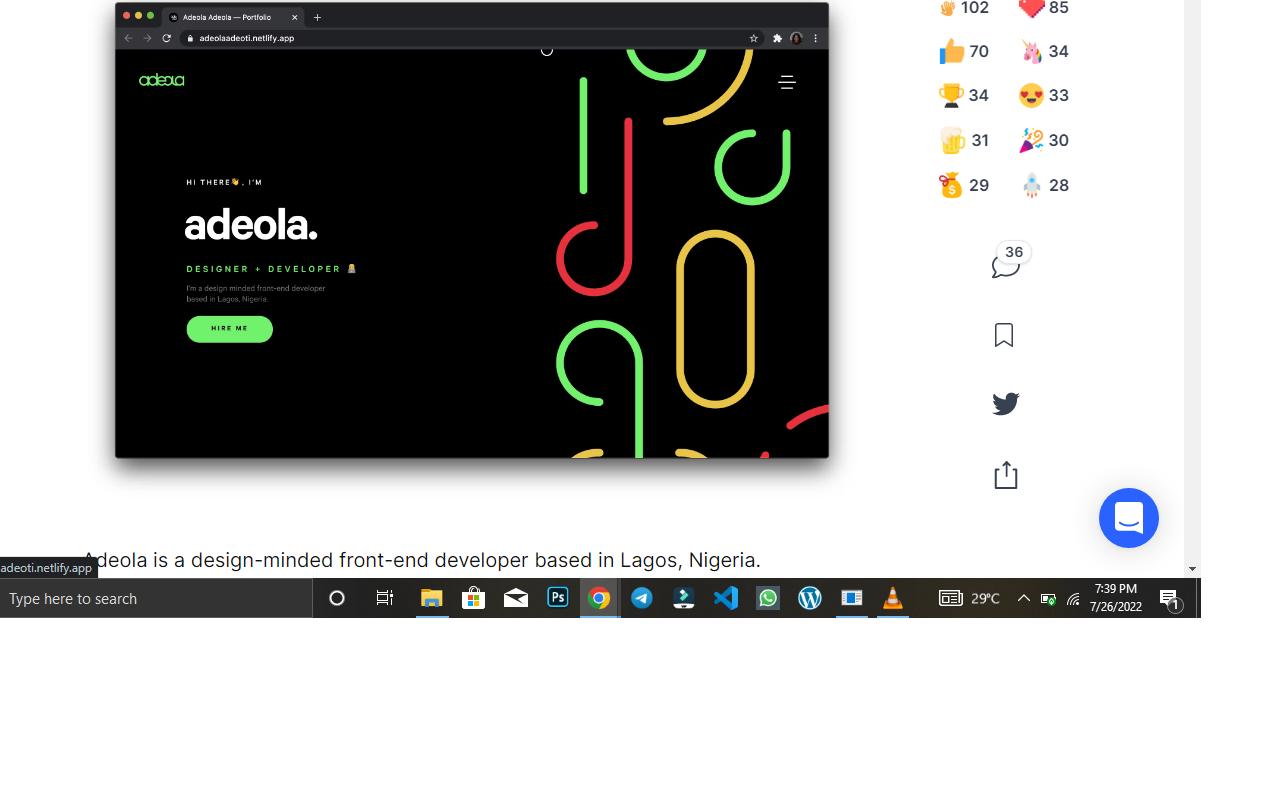 Adeola Adeola — Portfolio
adeolaadeoti.netlify.app
adeola
HI THERE👋, I'M
adeola.
DESIGNER + DEVELOPER
I'm a design minded front-end developer
based in Lagos, Nigeria.
HIRE ME
102 85
70 34
34 33
31 30
29 28
36
Adeola is a design-minded front-end developer based in Lagos, Nigeria.
adeoti.netlify.app
Type here to search
Ps
29°C
7:39 PM
7/26/2022
1